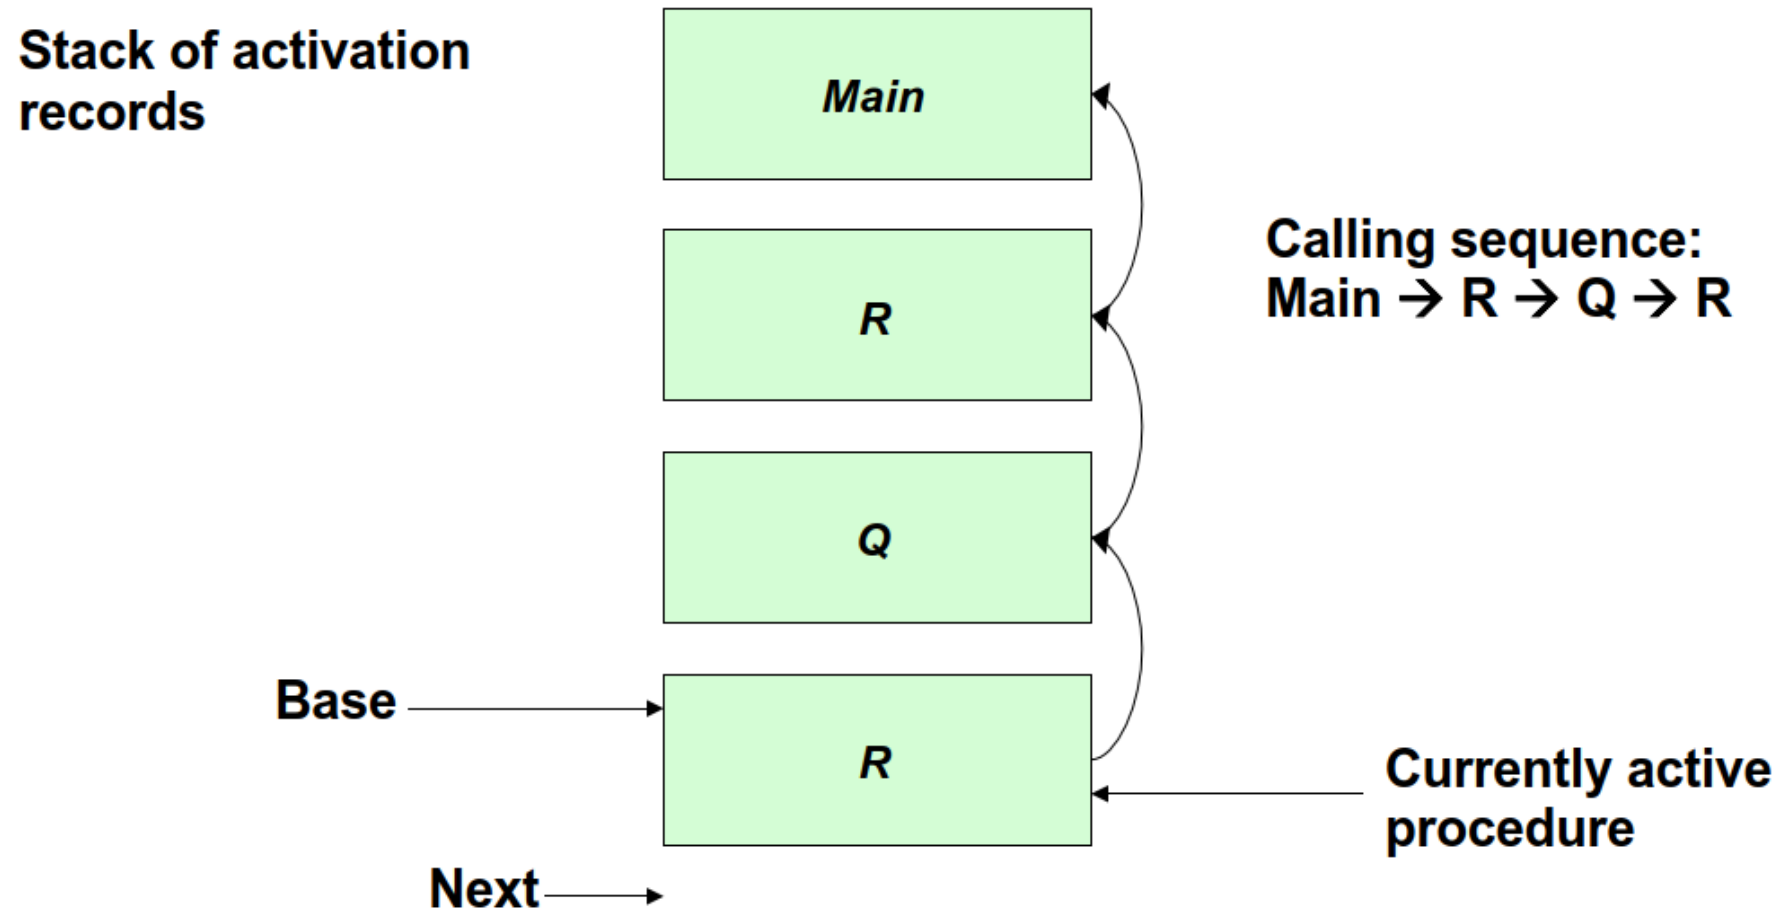 Stack of activation
records
Main
Calling sequence:
Main → R → Q → R
R
Q
Base
R
Currently active
procedure
Next